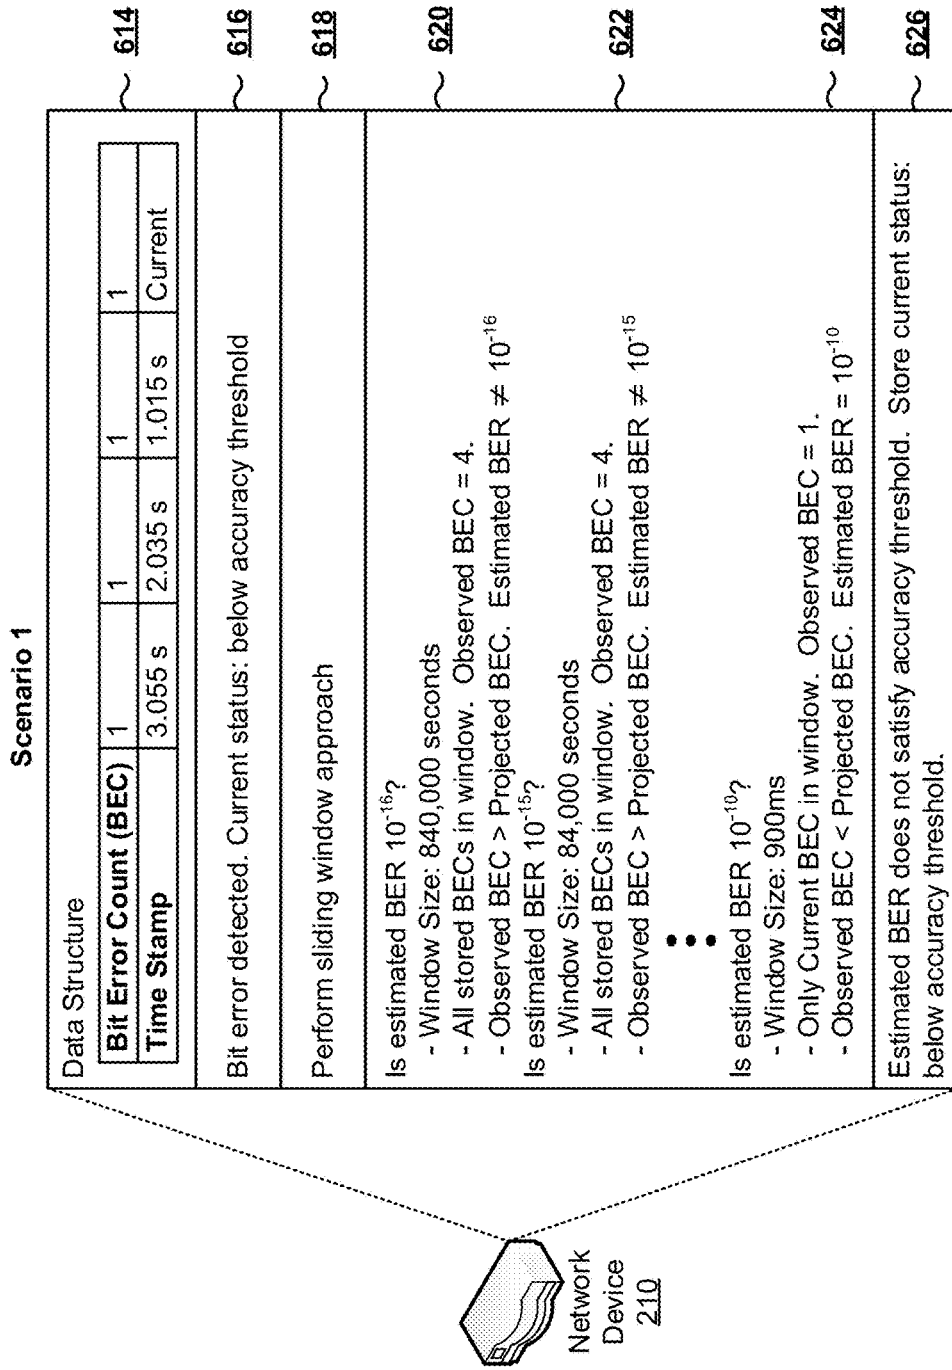 Scenario 1
Data Structure
Bit Error Count (BEC) 1 1 1 1
Time Stamp 3.055 s 2.035 s 1.015 s Current
614
Bit error detected. Current status: below accuracy threshold
616
Perform sliding window approach
618
Is estimated BER 10⁻¹⁶?
- Window Size: 840,000 seconds
- All stored BECs in window. Observed BEC = 4.
- Observed BEC > Projected BEC. Estimated BER ≠ 10⁻¹⁶
620
Is estimated BER 10⁻¹⁵?
- Window Size: 84,000 seconds
- All stored BECs in window. Observed BEC = 4.
- Observed BEC > Projected BEC. Estimated BER ≠ 10⁻¹⁵
622
Is estimated BER 10⁻¹⁰?
- Window Size: 900ms
- Only Current BEC in window. Observed BEC = 1.
- Observed BEC < Projected BEC. Estimated BER = 10⁻¹⁰
624
Estimated BER does not satisfy accuracy threshold. Store current status:
below accuracy threshold.
626
Network
Device
210